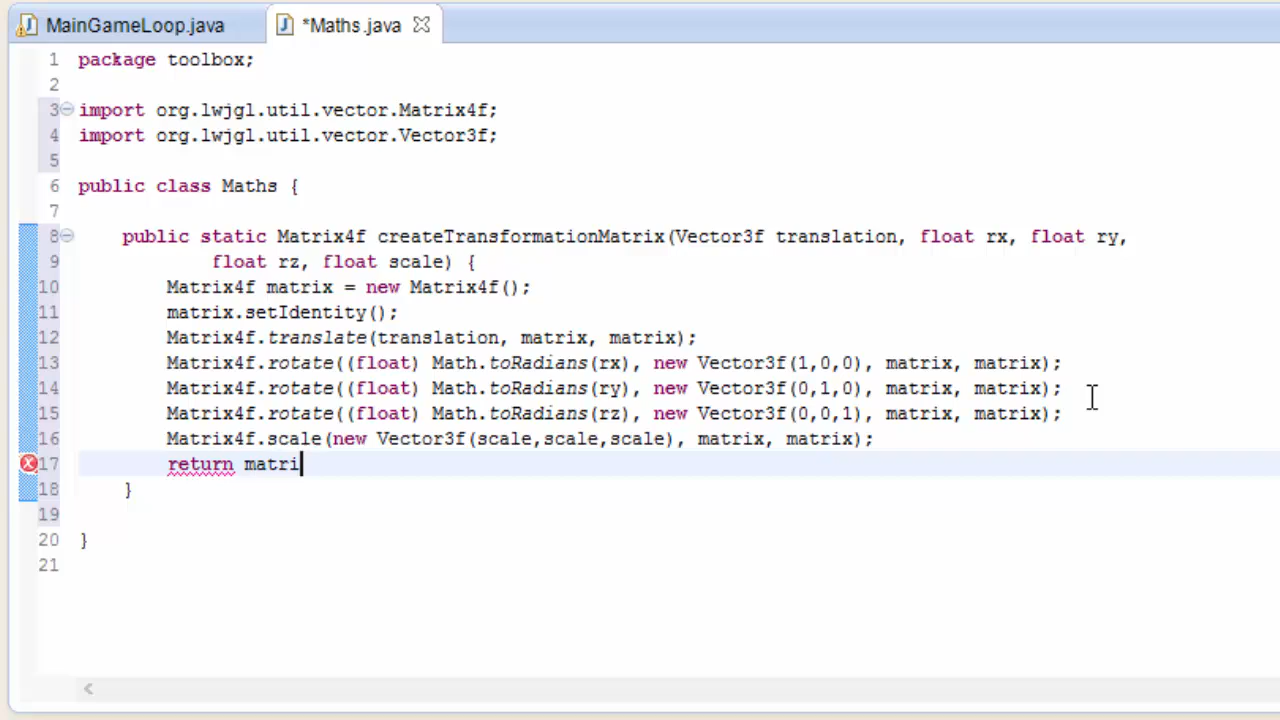 MainGameLoop.java *Maths.java
1 package toolbox;
2
3 import org.lwjgl.util.vector.Matrix4f;
4 import org.lwjgl.util.vector.Vector3f;
5
6 public class Maths {
7
8 public static Matrix4f createTransformationMatrix(Vector3f translation, float rx, float ry,
9 float rz, float scale) {
10 Matrix4f matrix = new Matrix4f();
11 matrix.setIdentity();
12 Matrix4f.translate(translation, matrix, matrix);
13 Matrix4f.rotate((float) Math.toRadians(rx), new Vector3f(1,0,0), matrix, matrix);
14 Matrix4f.rotate((float) Math.toRadians(ry), new Vector3f(0,1,0), matrix, matrix);
15 Matrix4f.rotate((float) Math.toRadians(rz), new Vector3f(0,0,1), matrix, matrix);
16 Matrix4f.scale(new Vector3f(scale,scale,scale), matrix, matrix);
17 return matri
18 }
19
20 }
21